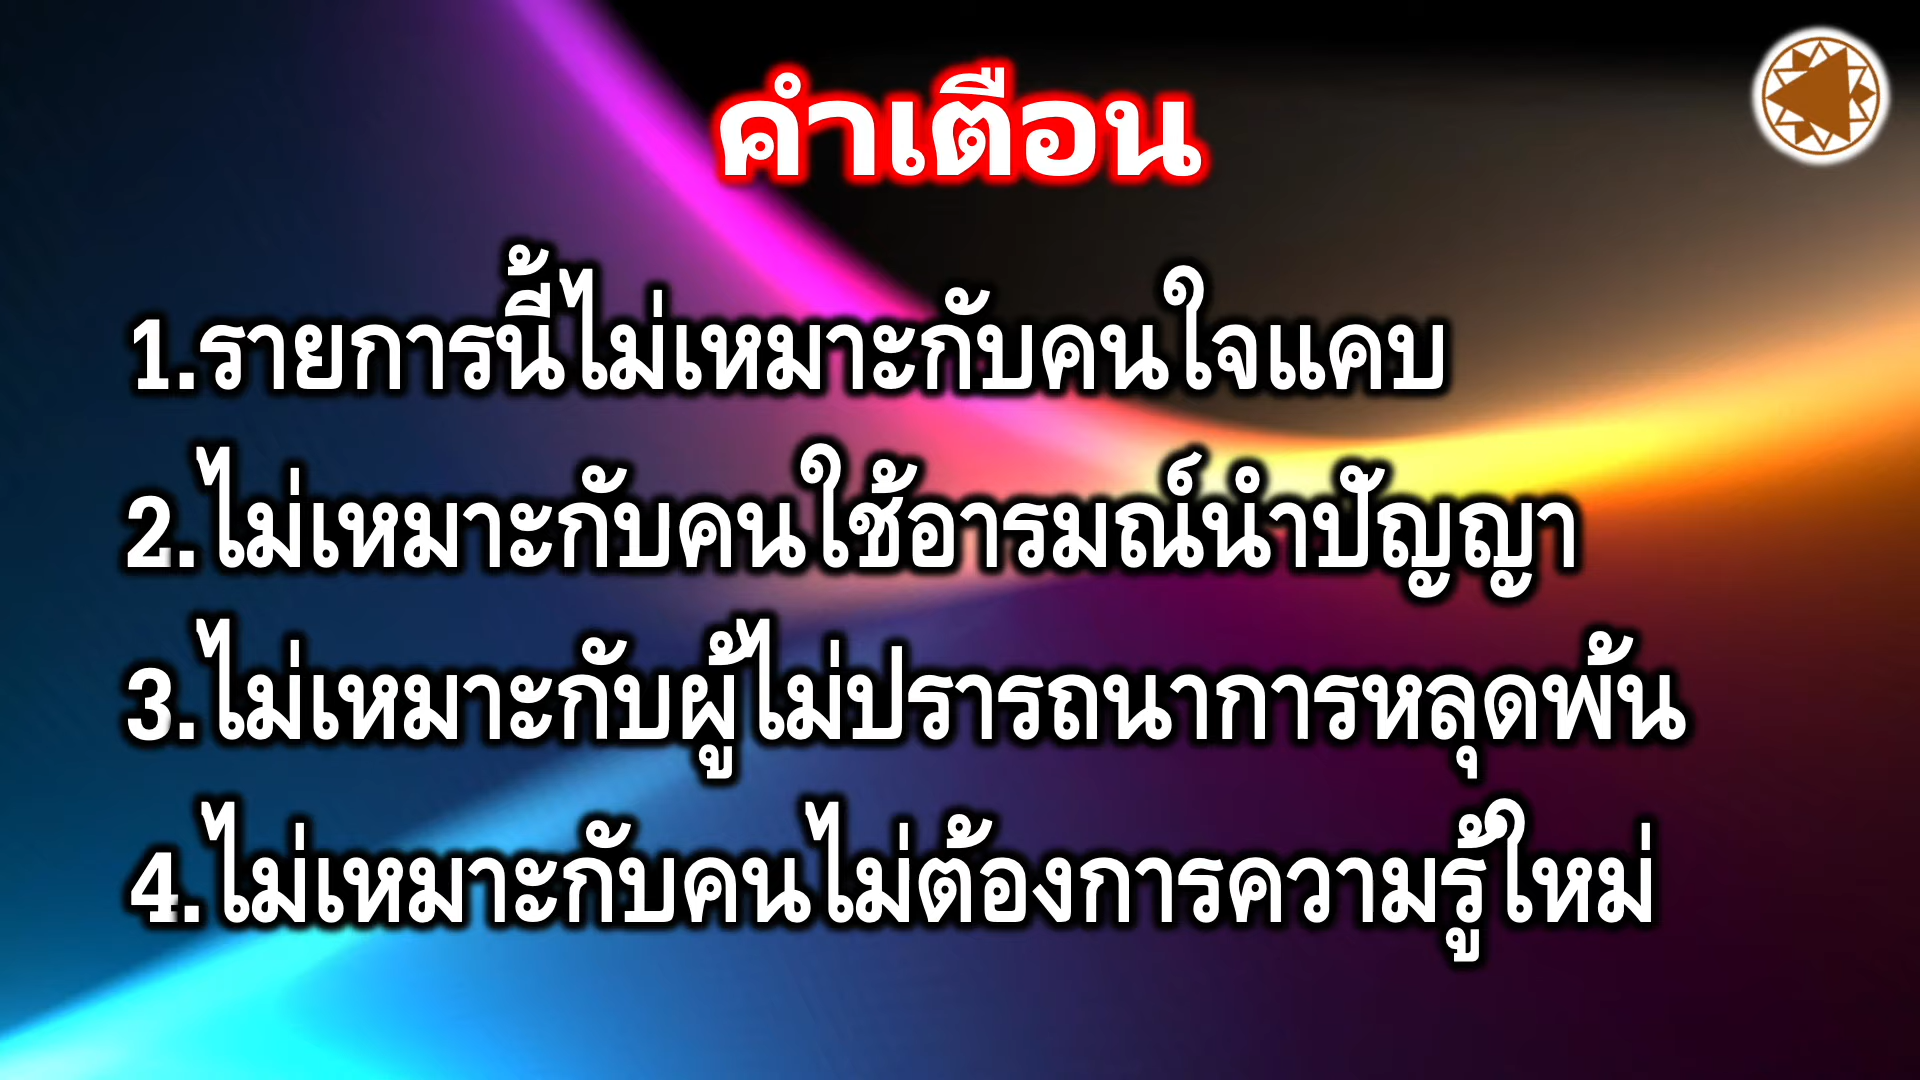 คำเตือน
1.รายการนี้ไม่เหมาะกับคนใจแคบ
2.ไม่เหมาะกับคนใช้อารมณ์นำปัญญา
3.ไม่เหมาะกับผู้ไม่ปรารถนาการหลุดพ้น
4.ไม่เหมาะกับคนไม่ต้องการความรู้ใหม่